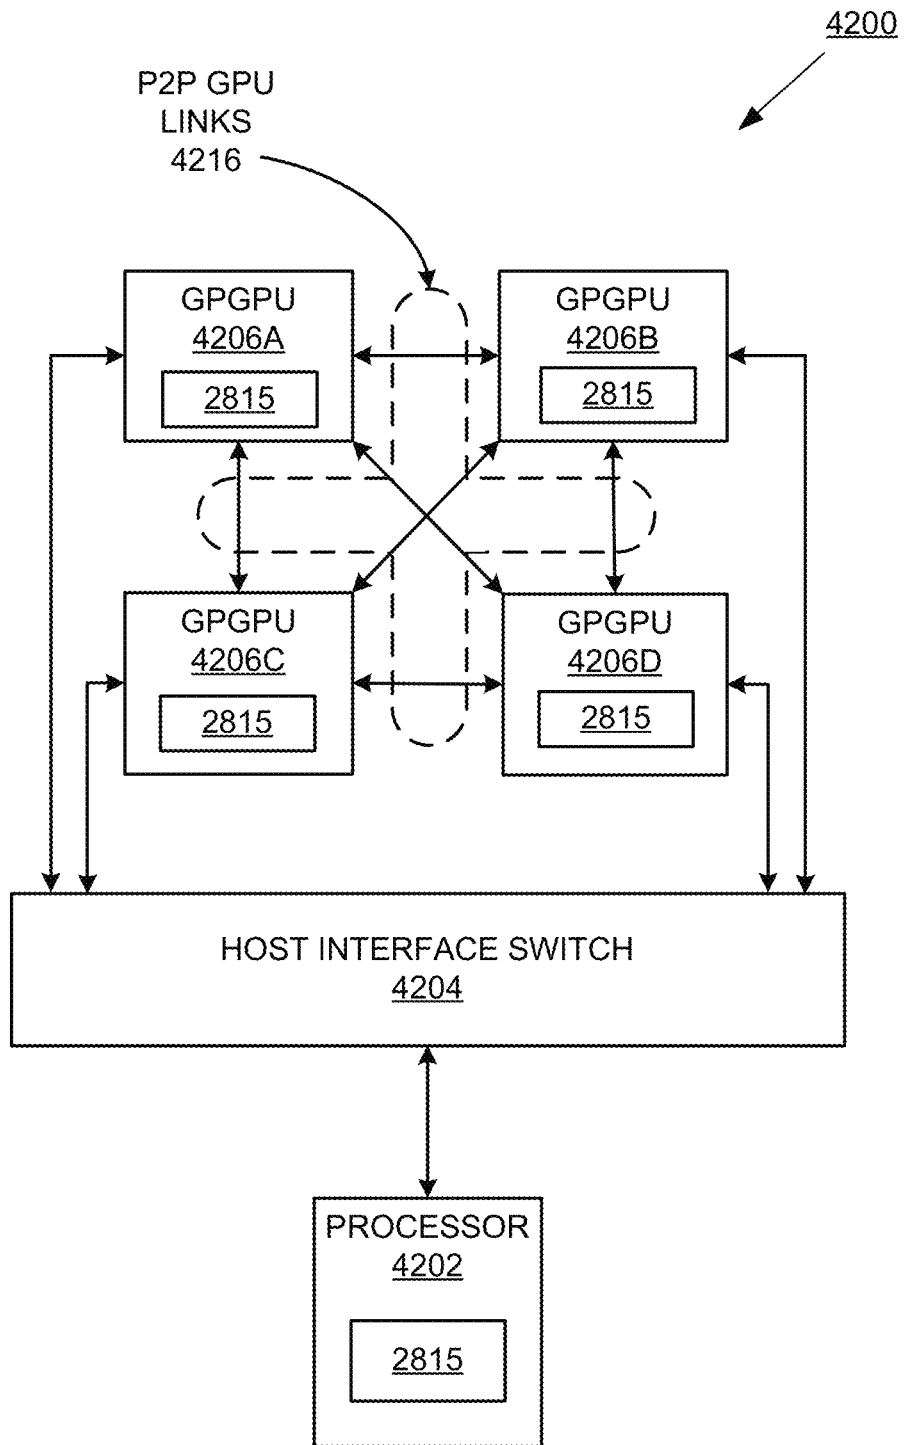 4200
P2P GPU
LINKS
4216
GPGPU
4206A
2815
GPGPU
4206B
2815
GPGPU
4206C
2815
GPGPU
4206D
2815
HOST INTERFACE SWITCH
4204
PROCESSOR
4202
2815